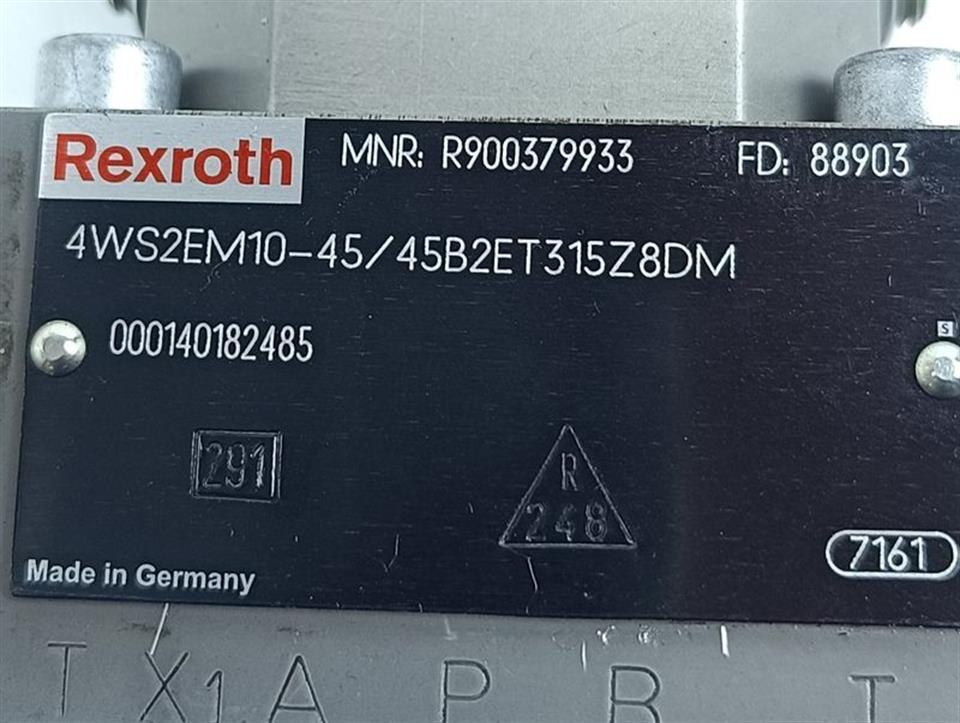 Rexroth MNR: R900379933 FD: 88903
4WS2EM10-45/45B2ET315Z8DM
000140182485
S
291
R
248
7161
Made in Germany
T X1 A P B T